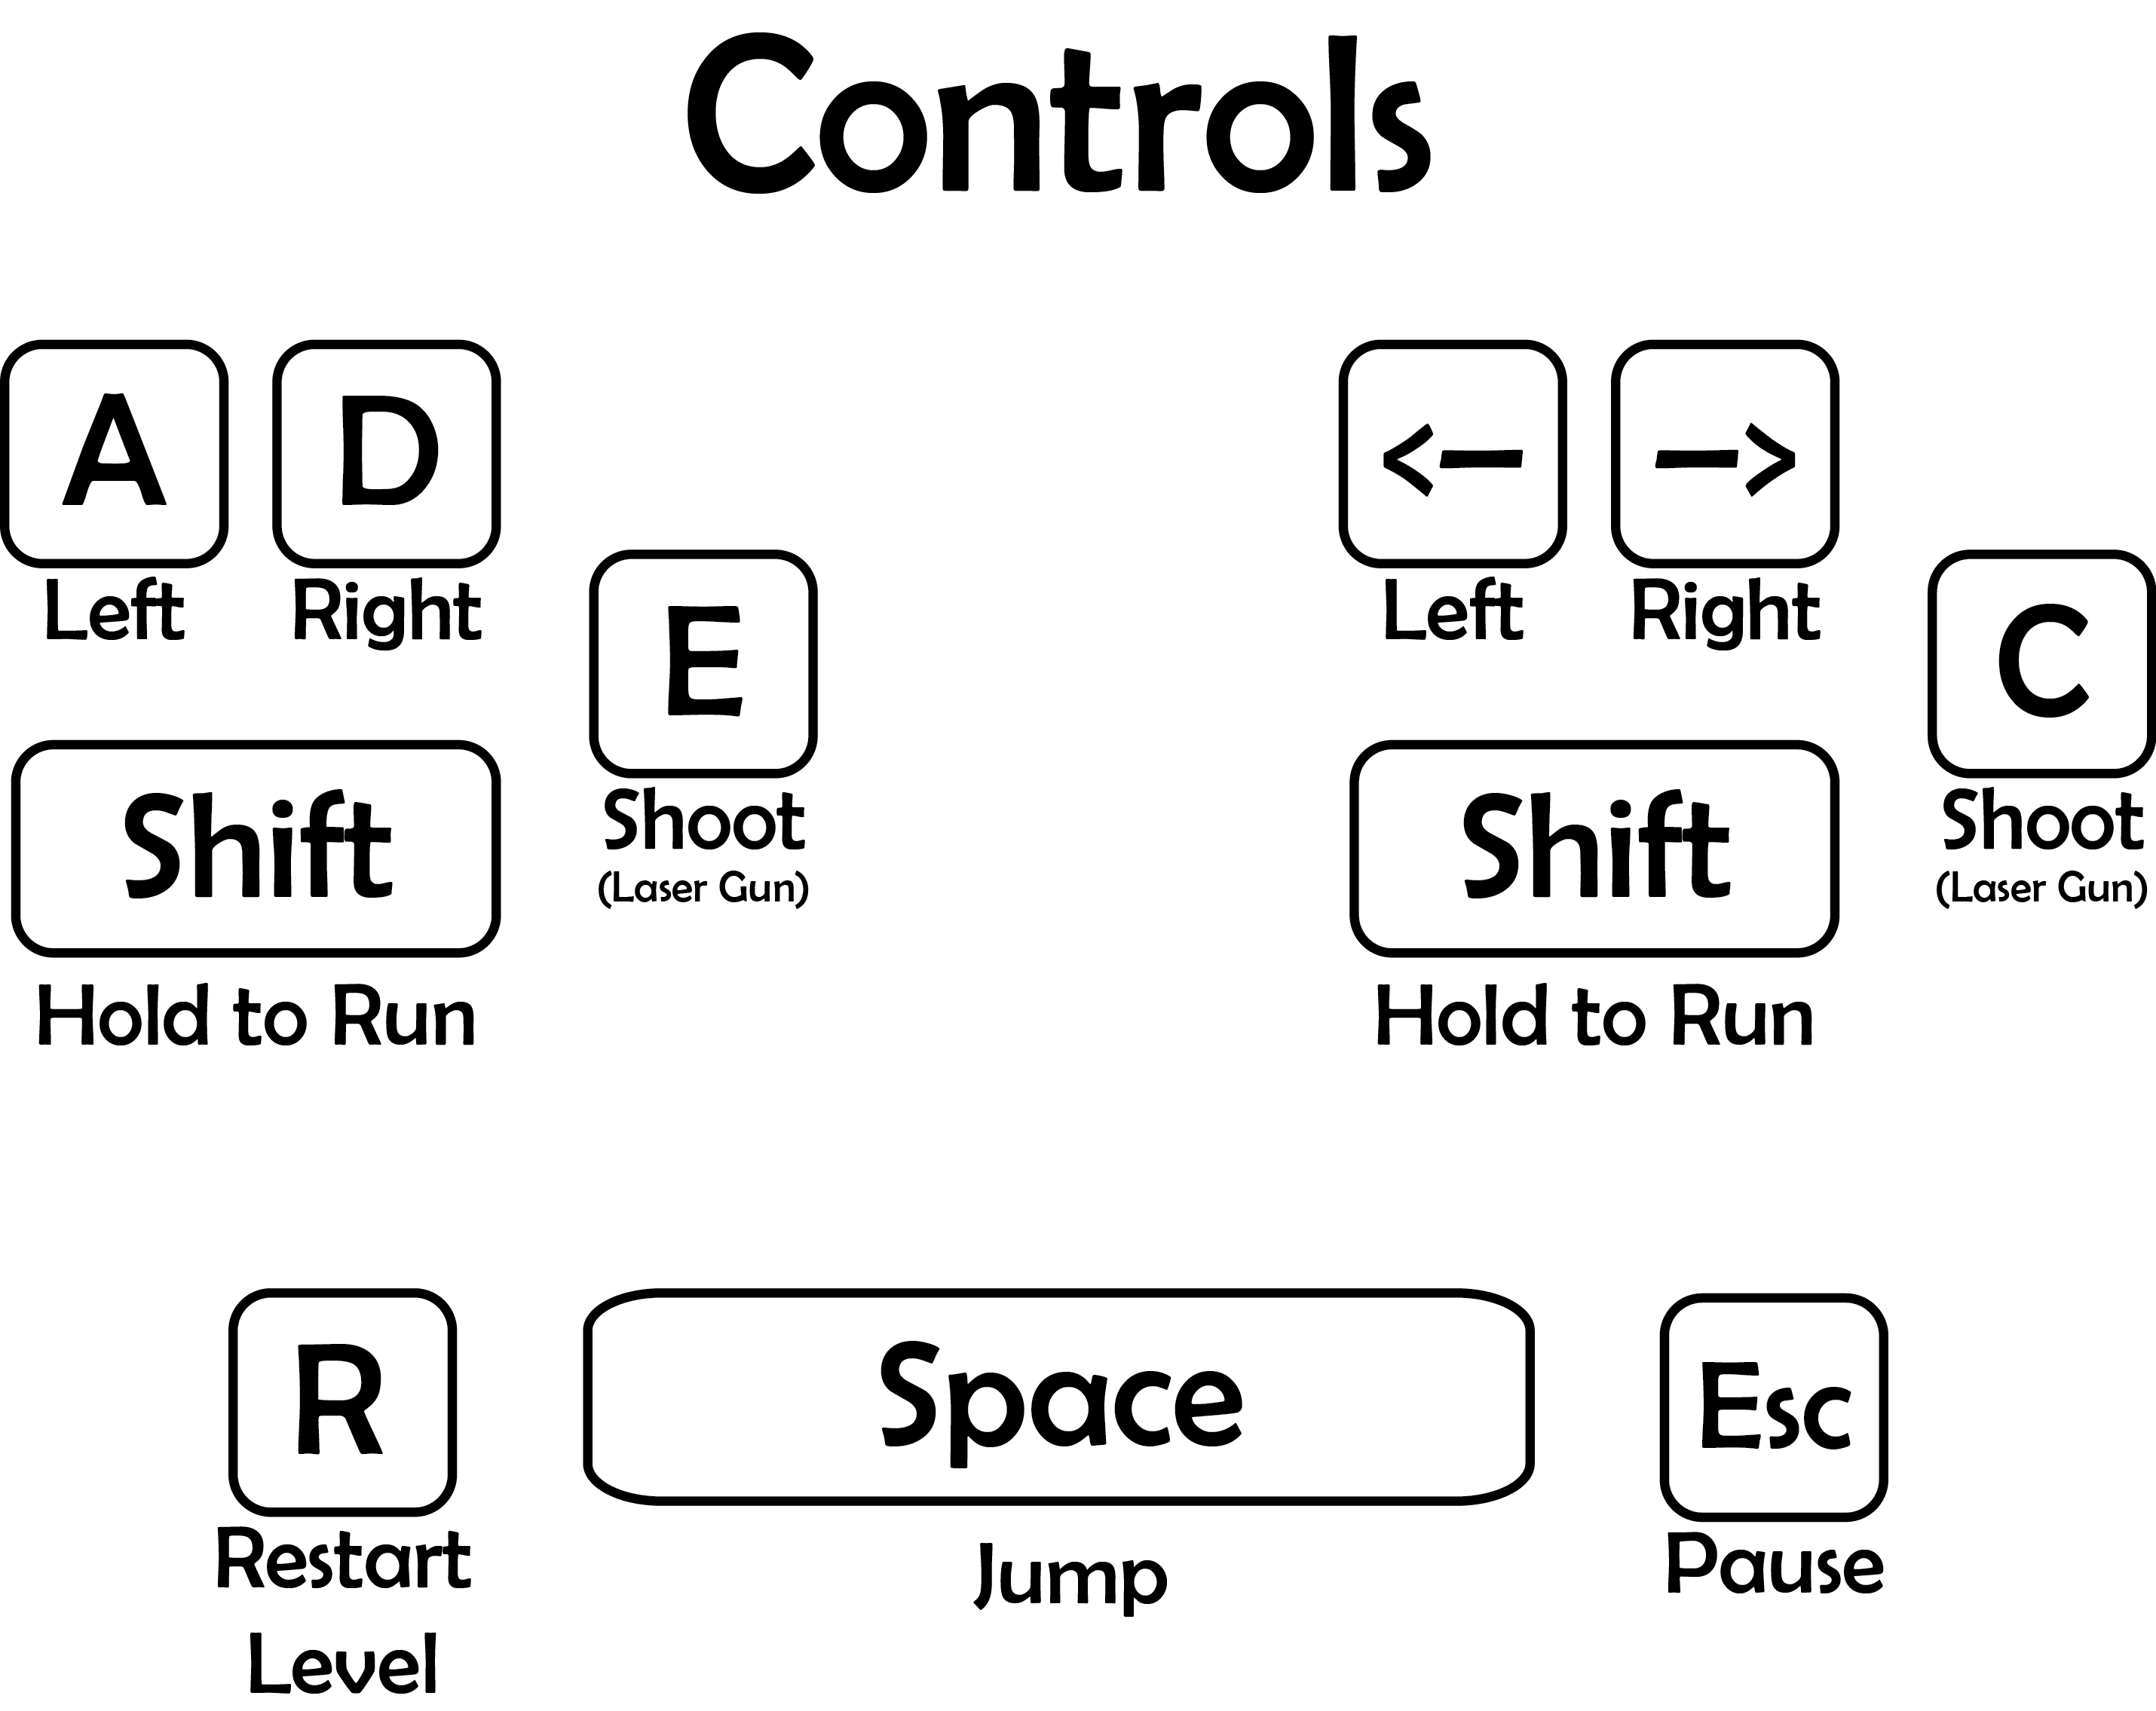 Controls
A D
Left Right
E
Shift
Shoot
(Laser Gun)
Hold to Run
<— —>
Left Right
C
Shift
Shoot
(Laser Gun)
Hold to Run
R
Restart
Level
Space
Jump
Esc
Pause